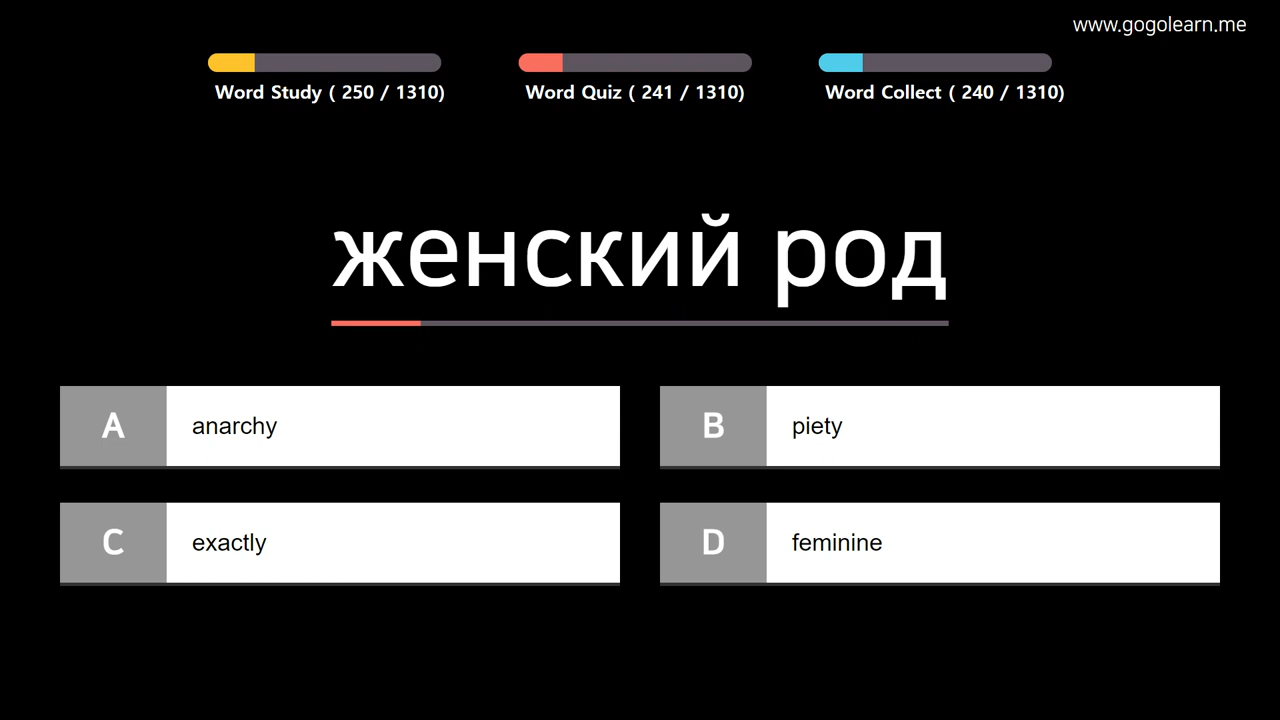 www.gogolearn.me
Word Study ( 250 / 1310)
Word Quiz ( 241 / 1310)
Word Collect ( 240 / 1310)
женский род
A
anarchy
B
piety
C
exactly
D
feminine